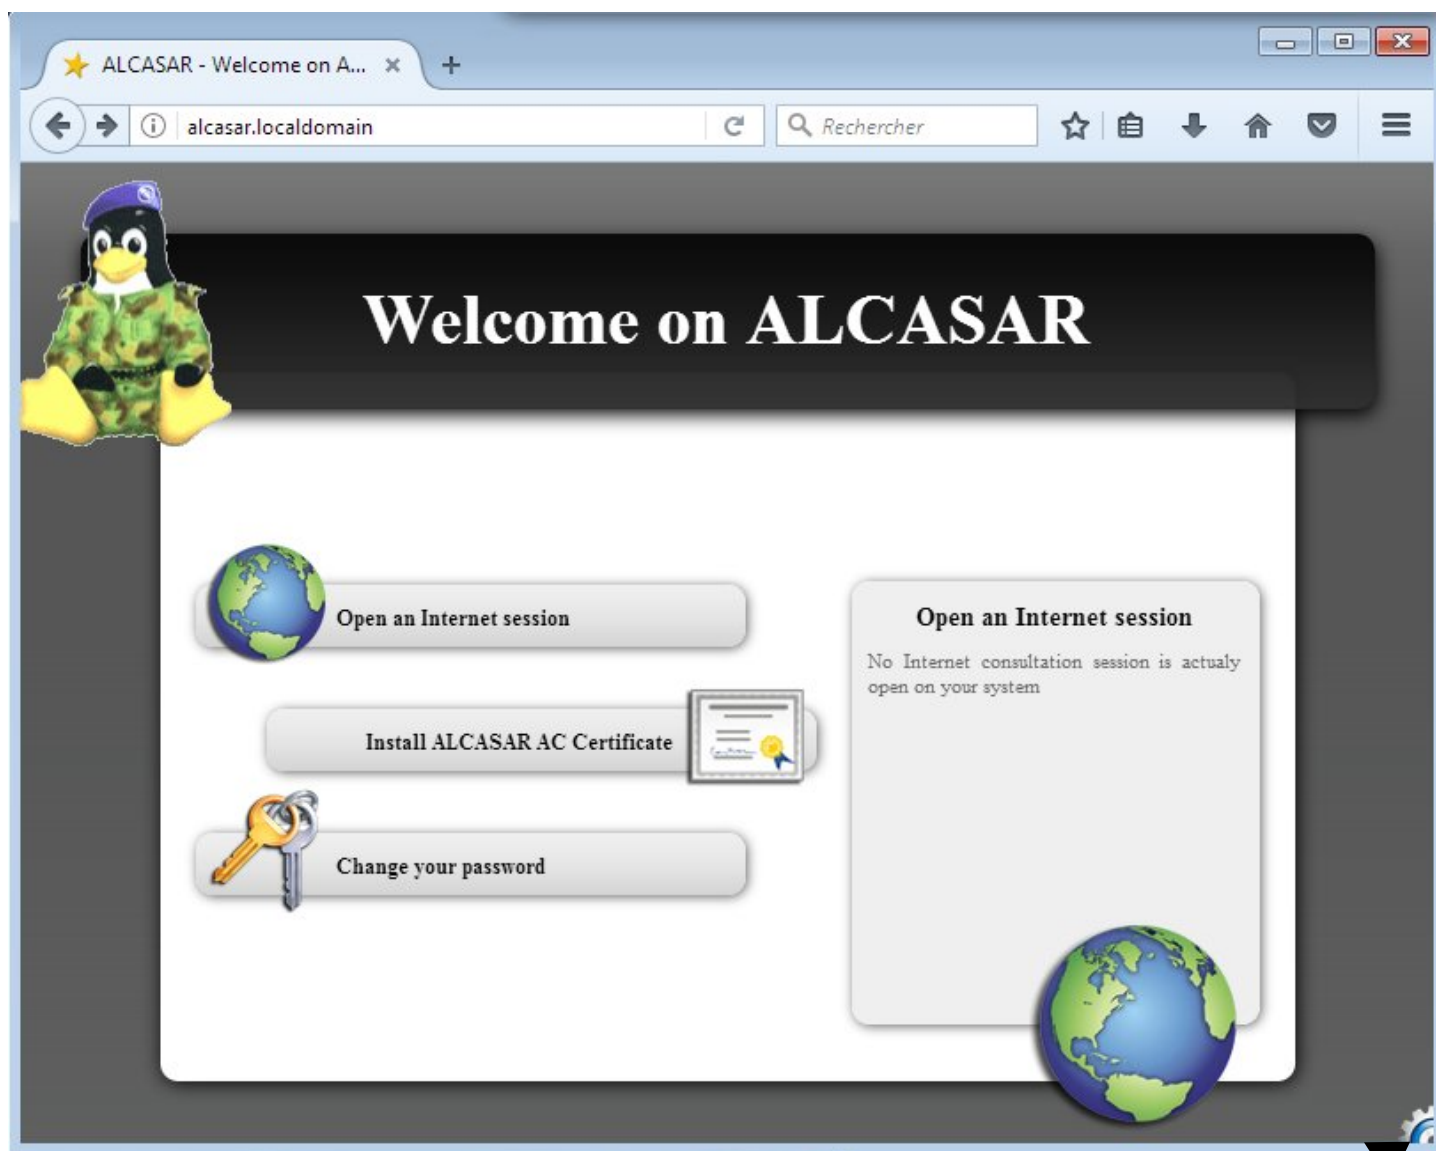 ALCASAR - Welcome on A...
alcasar.localdomain
Rechercher
Welcome on ALCASAR
Open an Internet session
Install ALCASAR AC Certificate
Change your password
Open an Internet session
No Internet consultation session is actualy
open on your system